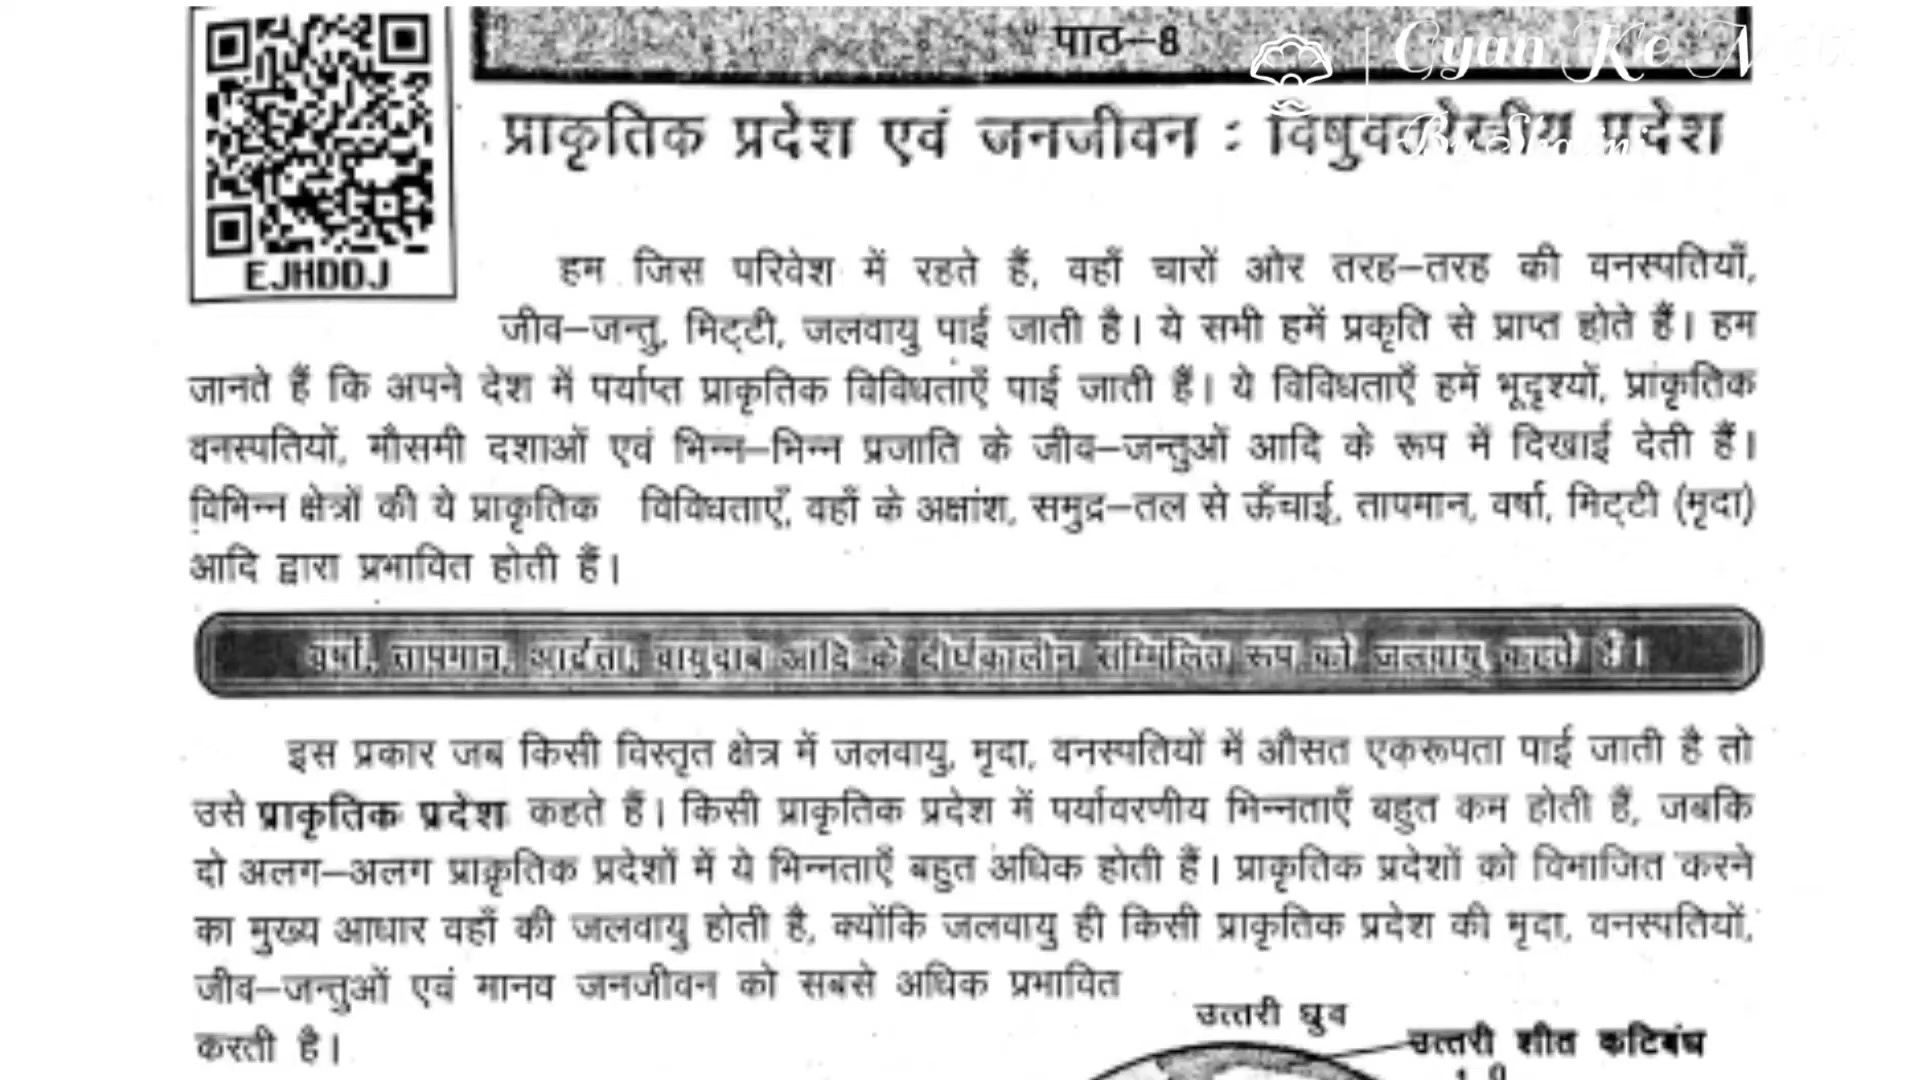 पाठ–8
Gyan Ke
प्राकृतिक प्रदेश एवं जनजीवन : विषुवत्रेखीय प्रदेश
By Shalini
EJHDDJ
हम जिस परिवेश में रहते हैं, वहाँ चारों ओर तरह–तरह की वनस्पतियाँ,
जीव–जन्तु, मिट्टी, जलवायु पाई जाती है। ये सभी हमें प्रकृति से प्राप्त होते हैं। हम
जानते हैं कि अपने देश में पर्याप्त प्राकृतिक विविधताएँ पाई जाती हैं। ये विविधताएँ हमें भूदृश्यों, प्राकृतिक
वनस्पतियों, मौसमी दशाओं एवं भिन्न–भिन्न प्रजाति के जीव–जन्तुओं आदि के रूप में दिखाई देती हैं।
विभिन्न क्षेत्रों की ये प्राकृतिक विविधताएँ, वहाँ के अक्षांश, समुद्र–तल से ऊँचाई, तापमान, वर्षा, मिट्टी (मृदा)
आदि द्वारा प्रभावित होती हैं।
वर्षा, तापमान, आर्द्रता, वायुदाब आदि के दीर्घकालीन सम्मिलित रूप को जलवायु कहते हैं।
इस प्रकार जब किसी विस्तृत क्षेत्र में जलवायु, मृदा, वनस्पतियों में औसत एकरूपता पाई जाती है तो
उसे प्राकृतिक प्रदेश कहते हैं। किसी प्राकृतिक प्रदेश में पर्यावरणीय भिन्नताएँ बहुत कम होती हैं, जबकि
दो अलग–अलग प्राकृतिक प्रदेशों में ये भिन्नताएँ बहुत अधिक होती हैं। प्राकृतिक प्रदेशों को विभाजित करने
का मुख्य आधार वहाँ की जलवायु होती है, क्योंकि जलवायु ही किसी प्राकृतिक प्रदेश की मृदा, वनस्पतियों,
जीव–जन्तुओं एवं मानव जनजीवन को सबसे अधिक प्रभावित
करती है।
उत्तरी ध्रुव
उत्तरी शीत कटिबंध